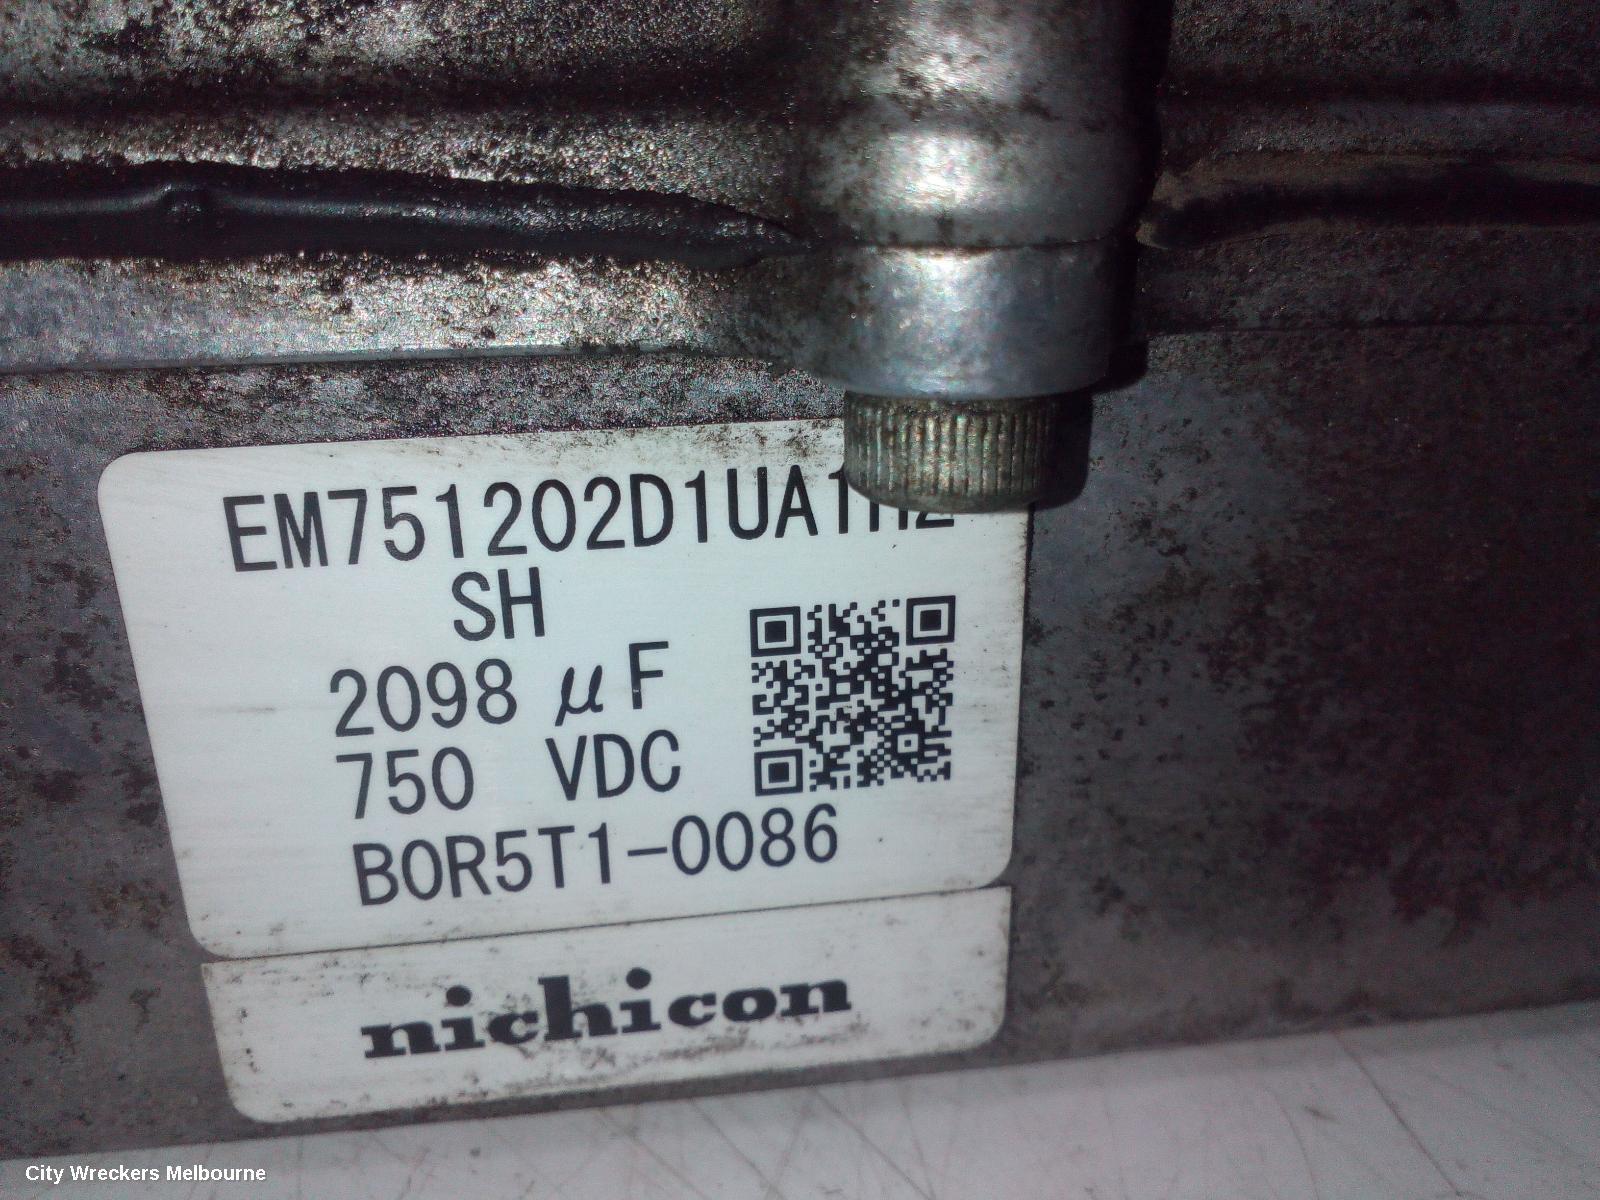 EM751202D1UA1
SH
2098 μF
750 VDC
B0R5T1-0086
nichicon
City Wreckers Melbourne